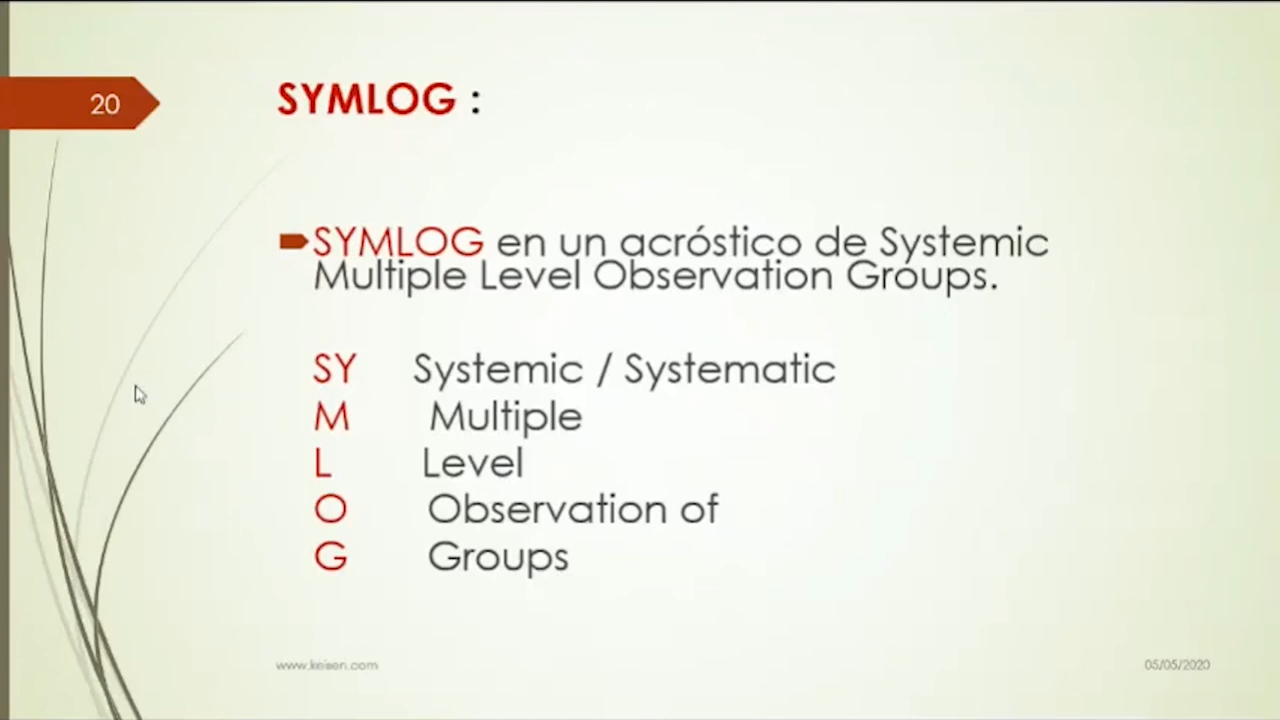 20
SYMLOG :
SYMLOG en un acróstico de Systemic
Multiple Level Observation Groups.
SY Systemic / Systematic
M Multiple
L Level
O Observation of
G Groups
www.keisen.com
05/05/2020